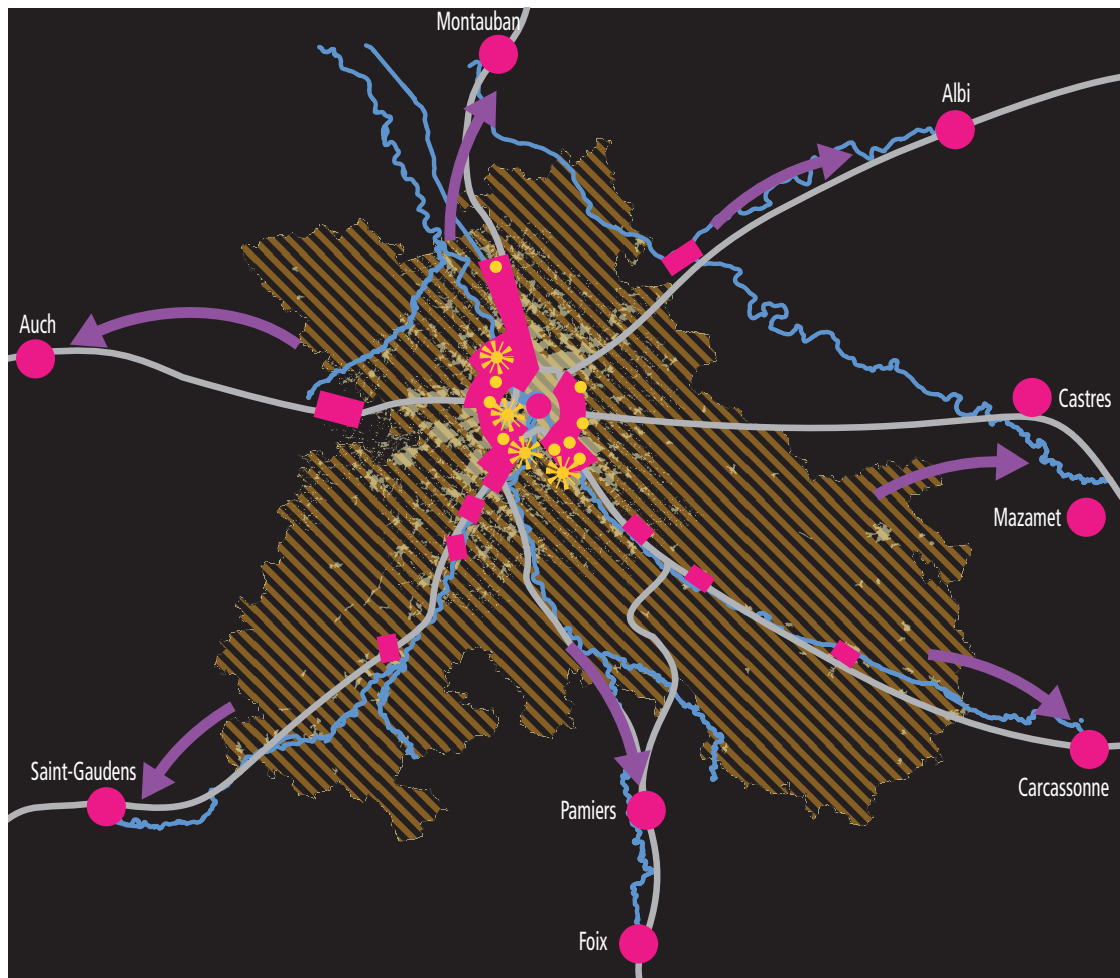 Montauban
Albi
Auch
Castres
Mazamet
Saint-Gaudens
Carcassonne
Pamiers
Foix